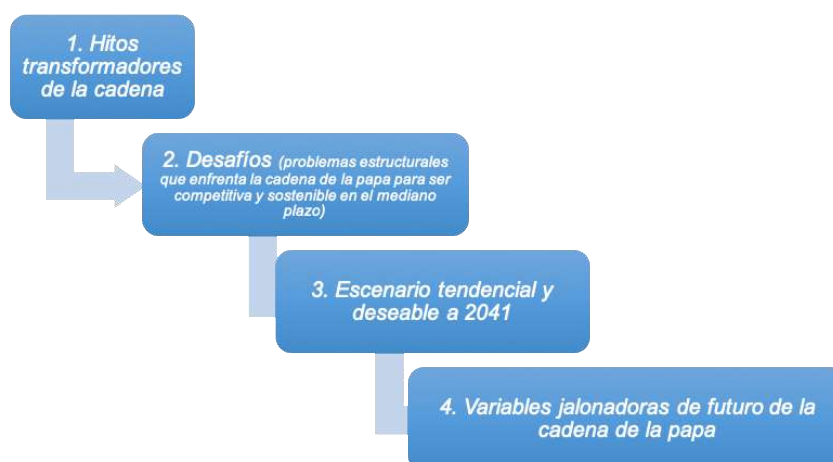 1. Hitos
transformadores
de la cadena
2. Desafíos (problemas estructurales
que enfrenta la cadena de la papa para ser
competitiva y sostenible en el mediano
plazo)
3. Escenario tendencial y
deseable a 2041
4. Variables jalonadoras de futuro de la
cadena de la papa